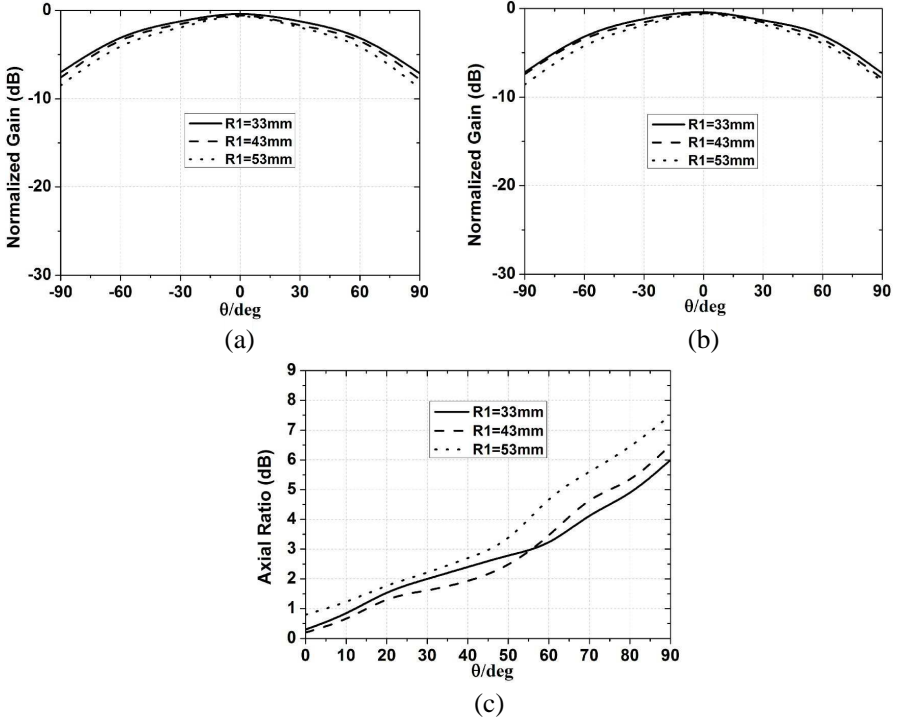 0
-10
-20
-30
Normalized Gain (dB)
R1=33mm
R1=43mm
R1=53mm
-90 -60 -30 0 30 60 90
θ/deg
(a)
0
-10
-20
-30
Normalized Gain (dB)
R1=33mm
R1=43mm
R1=53mm
-90 -60 -30 0 30 60 90
θ/deg
(b)
9
8
7
6
5
4
3
2
1
0
Axial Ratio (dB)
R1=33mm
R1=43mm
R1=53mm
0 10 20 30 40 50 60 70 80 90
θ/deg
(c)